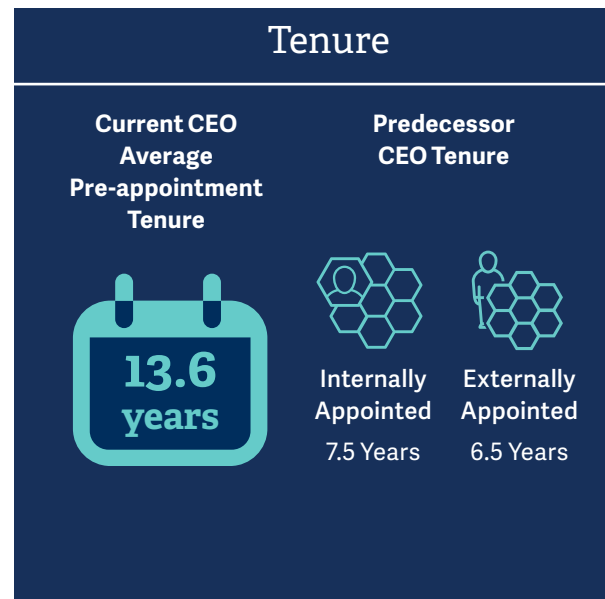 Tenure
Current CEO
Average
Pre-appointment
Tenure
13.6
years
Predecessor
CEO Tenure
Internally
Appointed
7.5 Years
Externally
Appointed
6.5 Years